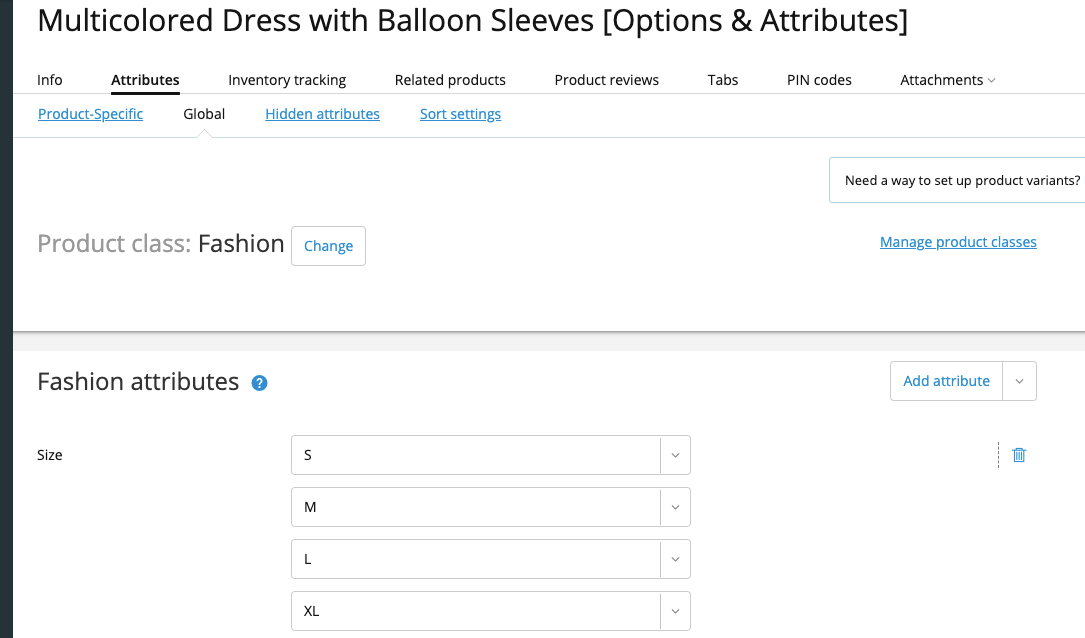 Multicolored Dress with Balloon Sleeves [Options & Attributes]
Info Attributes Inventory tracking Related products Product reviews Tabs PIN codes Attachments
Product-Specific Global Hidden attributes Sort settings
Need a way to set up product variants?
Product class: Fashion Change Manage product classes
Fashion attributes ? Add attribute
Size S
M
L
XL